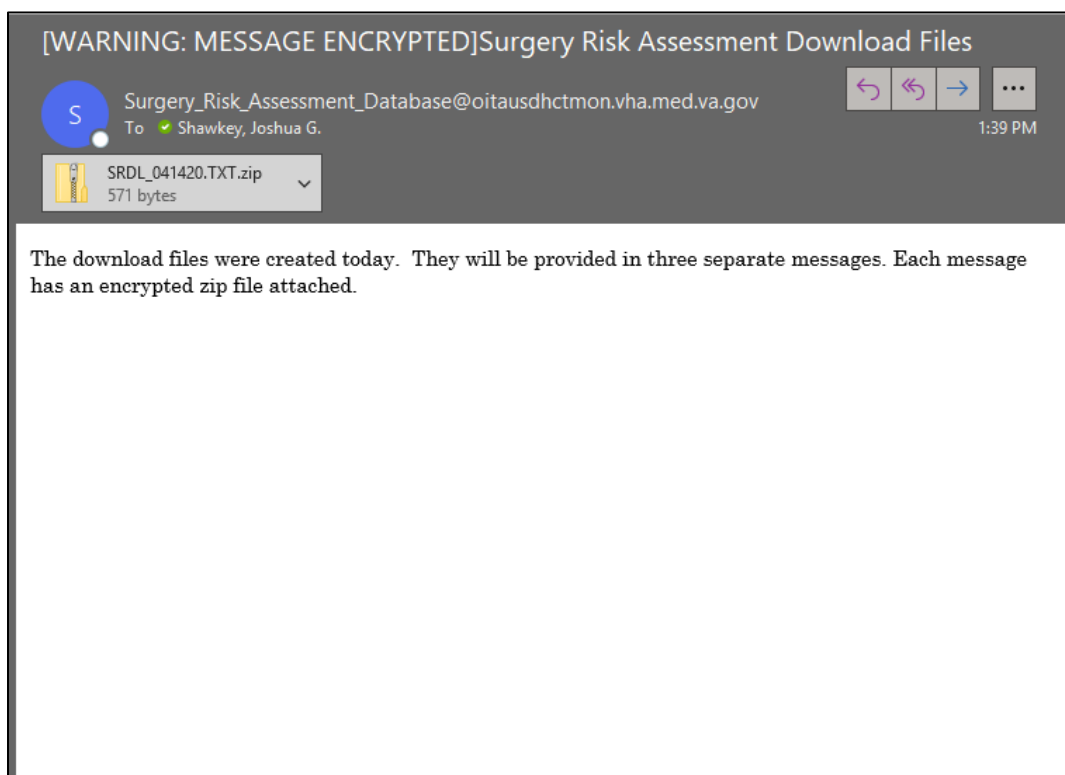 [WARNING: MESSAGE ENCRYPTED]Surgery Risk Assessment Download Files
S
Surgery_Risk_Assessment_Database@oitausdhctmon.vha.med.va.gov
To Shawkey, Joshua G.
1:39 PM
SRDL_041420.TXT.zip
571 bytes
The download files were created today.  They will be provided in three separate messages. Each message
has an encrypted zip file attached.